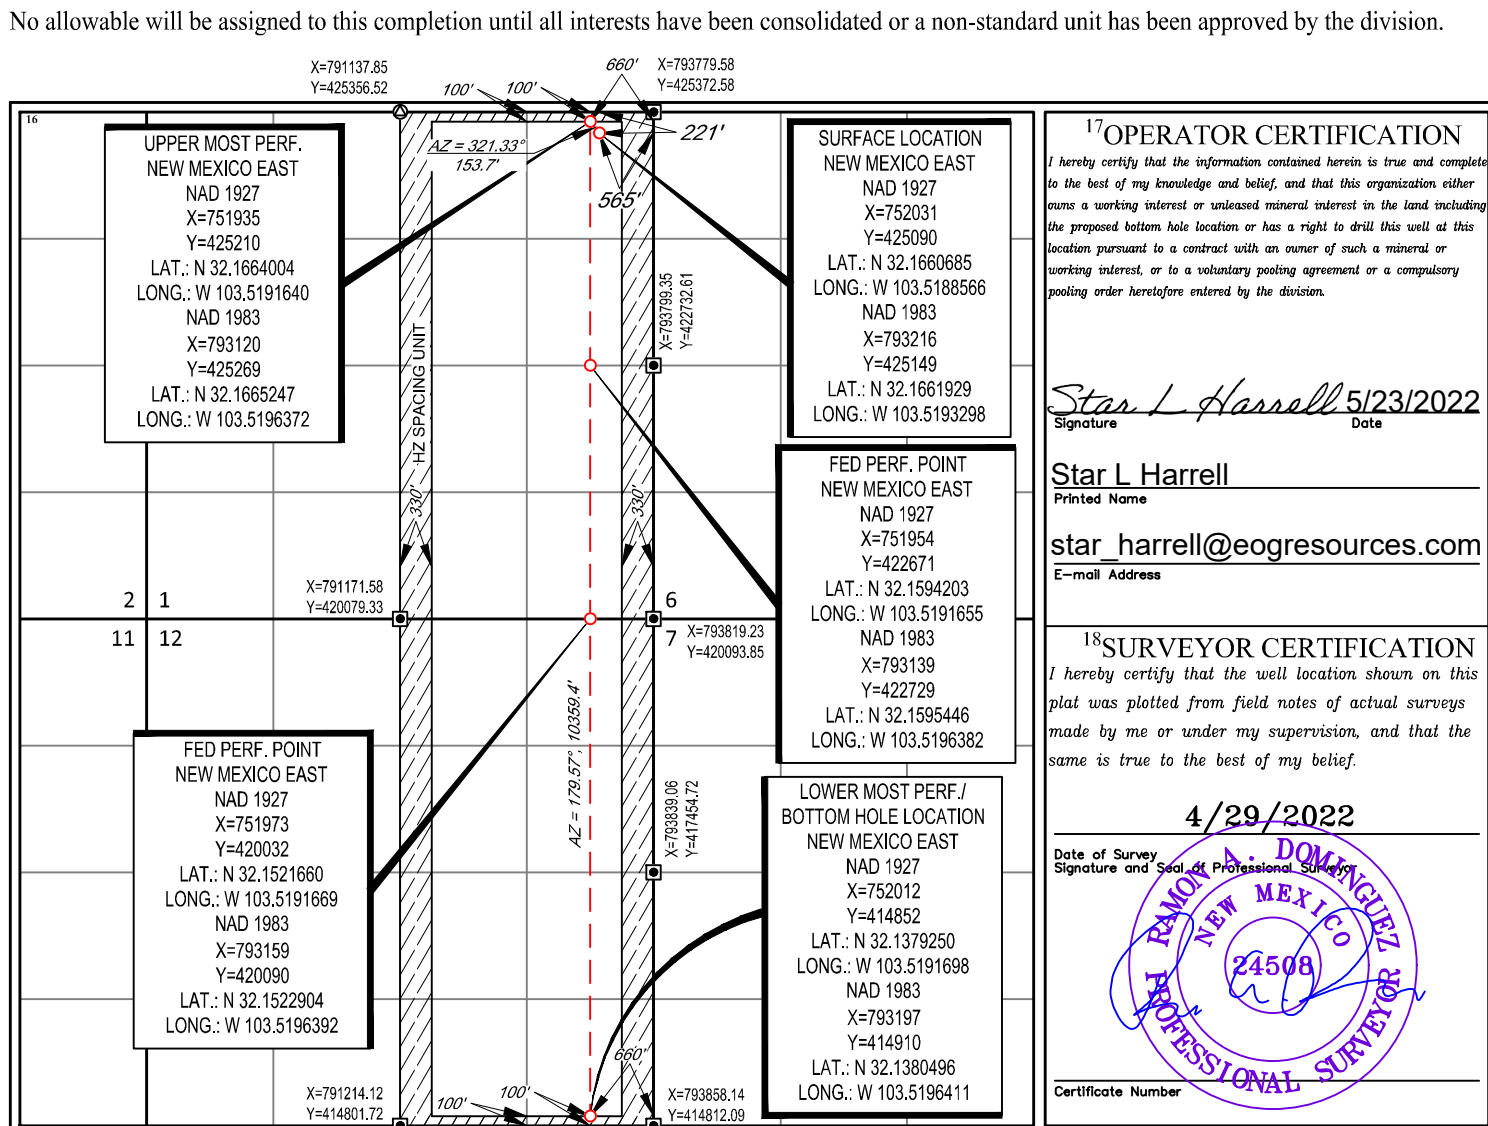 No allowable will be assigned to this completion until all interests have been consolidated or a non-standard unit has been approved by the division.
X=791137.85
Y=425356.52
100'
100'
660'
X=793779.58
Y=425372.58
16
UPPER MOST PERF.
NEW MEXICO EAST
NAD 1927
X=751935
Y=425210
LAT.: N 32.1664004
LONG.: W 103.5191640
NAD 1983
X=793120
Y=425269
LAT.: N 32.1665247
LONG.: W 103.5196372
AZ = 321.33°
153.7'
221'
565'
SURFACE LOCATION
NEW MEXICO EAST
NAD 1927
X=752031
Y=425090
LAT.: N 32.1660685
LONG.: W 103.5188566
NAD 1983
X=793216
Y=425149
LAT.: N 32.1661929
LONG.: W 103.5193298
X=793799.35
Y=422732.61
HZ SPACING UNIT
330'
330'
FED PERF. POINT
NEW MEXICO EAST
NAD 1927
X=751954
Y=422671
LAT.: N 32.1594203
LONG.: W 103.5191655
NAD 1983
X=793139
Y=422729
LAT.: N 32.1595446
LONG.: W 103.5196382
X=791171.58
Y=420079.33
2 1
11 12
6
7
X=793819.23
Y=420093.85
AZ = 179.57°, 10359.4'
FED PERF. POINT
NEW MEXICO EAST
NAD 1927
X=751973
Y=420032
LAT.: N 32.1521660
LONG.: W 103.5191669
NAD 1983
X=793159
Y=420090
LAT.: N 32.1522904
LONG.: W 103.5196392
X=793839.06
Y=417454.72
LOWER MOST PERF./
BOTTOM HOLE LOCATION
NEW MEXICO EAST
NAD 1927
X=752012
Y=414852
LAT.: N 32.1379250
LONG.: W 103.5191698
NAD 1983
X=793197
Y=414910
LAT.: N 32.1380496
LONG.: W 103.5196411
X=791214.12
Y=414801.72
100'
100'
660'
X=793858.14
Y=414812.09
17OPERATOR CERTIFICATION
I hereby certify that the information contained herein is true and complete
to the best of my knowledge and belief, and that this organization either
owns a working interest or unleased mineral interest in the land including
the proposed bottom hole location or has a right to drill this well at this
location pursuant to a contract with an owner of such a mineral or
working interest, or to a voluntary pooling agreement or a compulsory
pooling order heretofore entered by the division.
Star L Harrell 5/23/2022
Signature Date
Star L Harrell
Printed Name
star_harrell@eogresources.com
E-mail Address
18SURVEYOR CERTIFICATION
I hereby certify that the well location shown on this
plat was plotted from field notes of actual surveys
made by me or under my supervision, and that the
same is true to the best of my belief.
4/29/2022
Date of Survey
Signature and Seal of Professional Surveyor
RAMON A. DOMINGUEZ
NEW MEXICO
24508
PROFESSIONAL SURVEYOR
Certificate Number